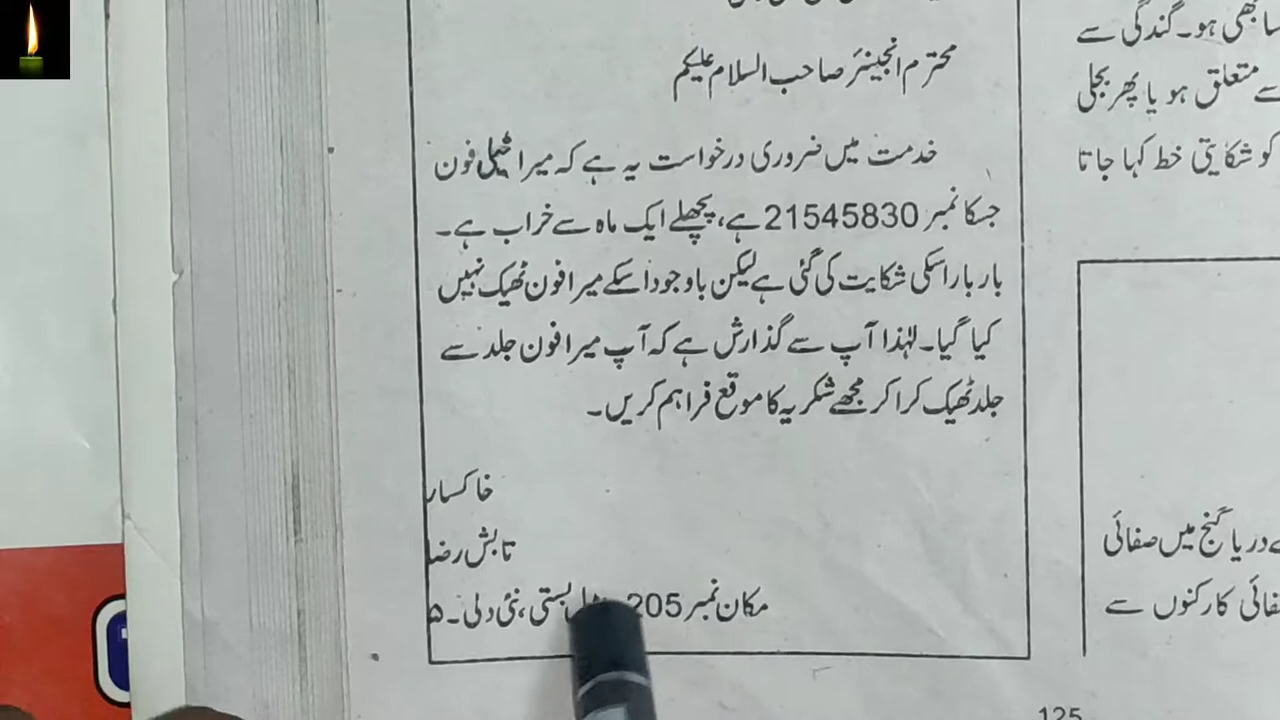 محترم انجینئر صاحب السلام علیکم
خدمت میں ضروری درخواست یہ ہے کہ میرا ٹیلی فون
جسکا نمبر 21545830 ہے، پچھلے ایک ماہ سے خراب ہے۔
بار بار اسکی شکایت کی گئی ہے لیکن باوجود اسکے میرا فون ٹھیک نہیں
کیا گیا۔ لہٰذا آپ سے گذارش ہے کہ آپ میرا فون جلد سے
جلد ٹھیک کرا کر مجھے شکریہ کا موقع فراہم کریں۔
خاکسار
تابش رضا
مکان نمبر 205 بستی، نئی دلی۔ ۵
سا بھی ہو۔ گندگی سے
سے متعلق ہو یا پھر بجلی
کو شکایتی خط کہا جاتا
دریا گنج میں صفائی
صفائی کارکنوں سے
125